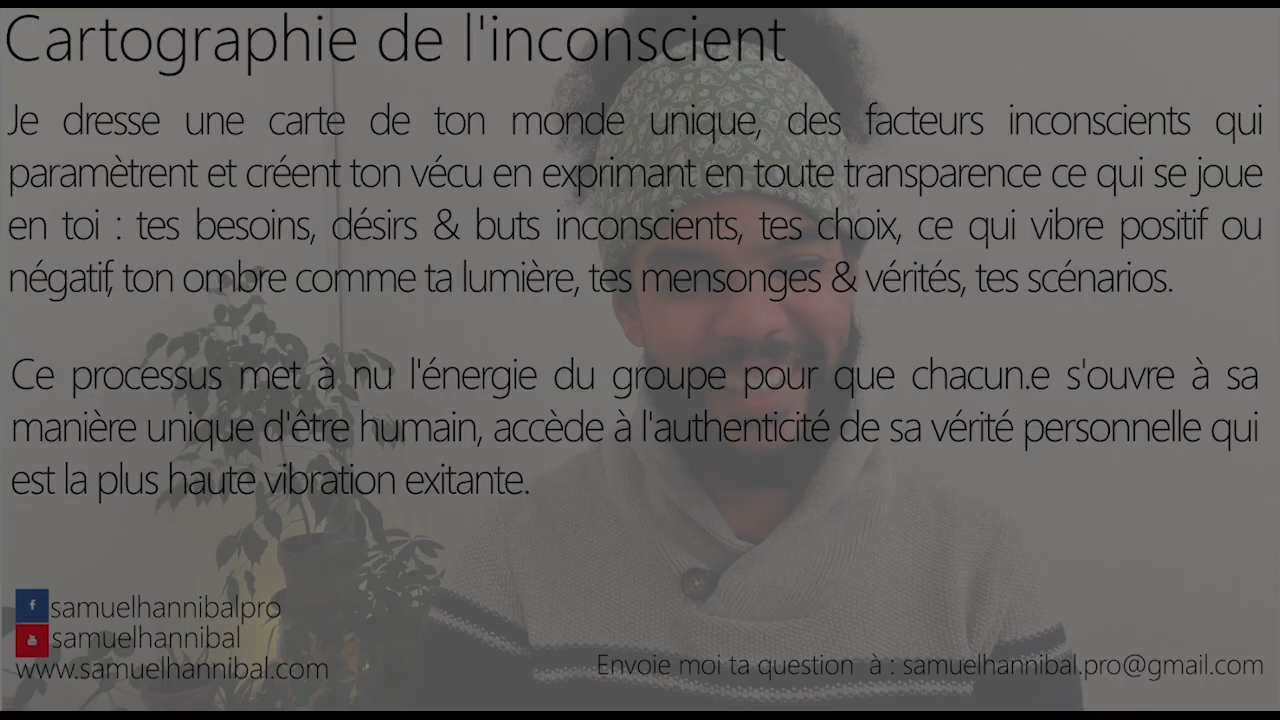 Cartographie de l'inconscient
Je dresse une carte de ton monde unique, des facteurs inconscients qui
paramètrent et créent ton vécu en exprimant en toute transparence ce qui se joue
en toi : tes besoins, désirs & buts inconscients, tes choix, ce qui vibre positif ou
négatif, ton ombre comme ta lumière, tes mensonges & vérités, tes scénarios.
Ce processus met à nu l'énergie du groupe pour que chacun.e s'ouvre à sa
manière unique d'être humain, accède à l'authenticité de sa vérité personnelle qui
est la plus haute vibration exitante.
samuelhannibalpro
samuelhannibal
www.samuelhannibal.com
Envoie moi ta question à : samuelhannibal.pro@gmail.com